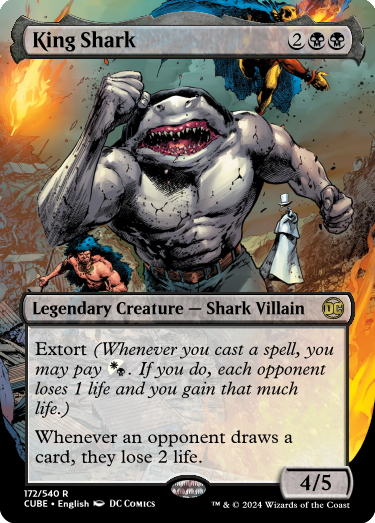 King Shark 2
Legendary Creature — Shark Villain
DC
Extort (Whenever you cast a spell, you
may pay . If you do, each opponent
loses 1 life and you gain that much
life.)
Whenever an opponent draws a
card, they lose 2 life.
4/5
172/540 R
CUBE • English DC COMICS
™ & © 2024 Wizards of the Coast